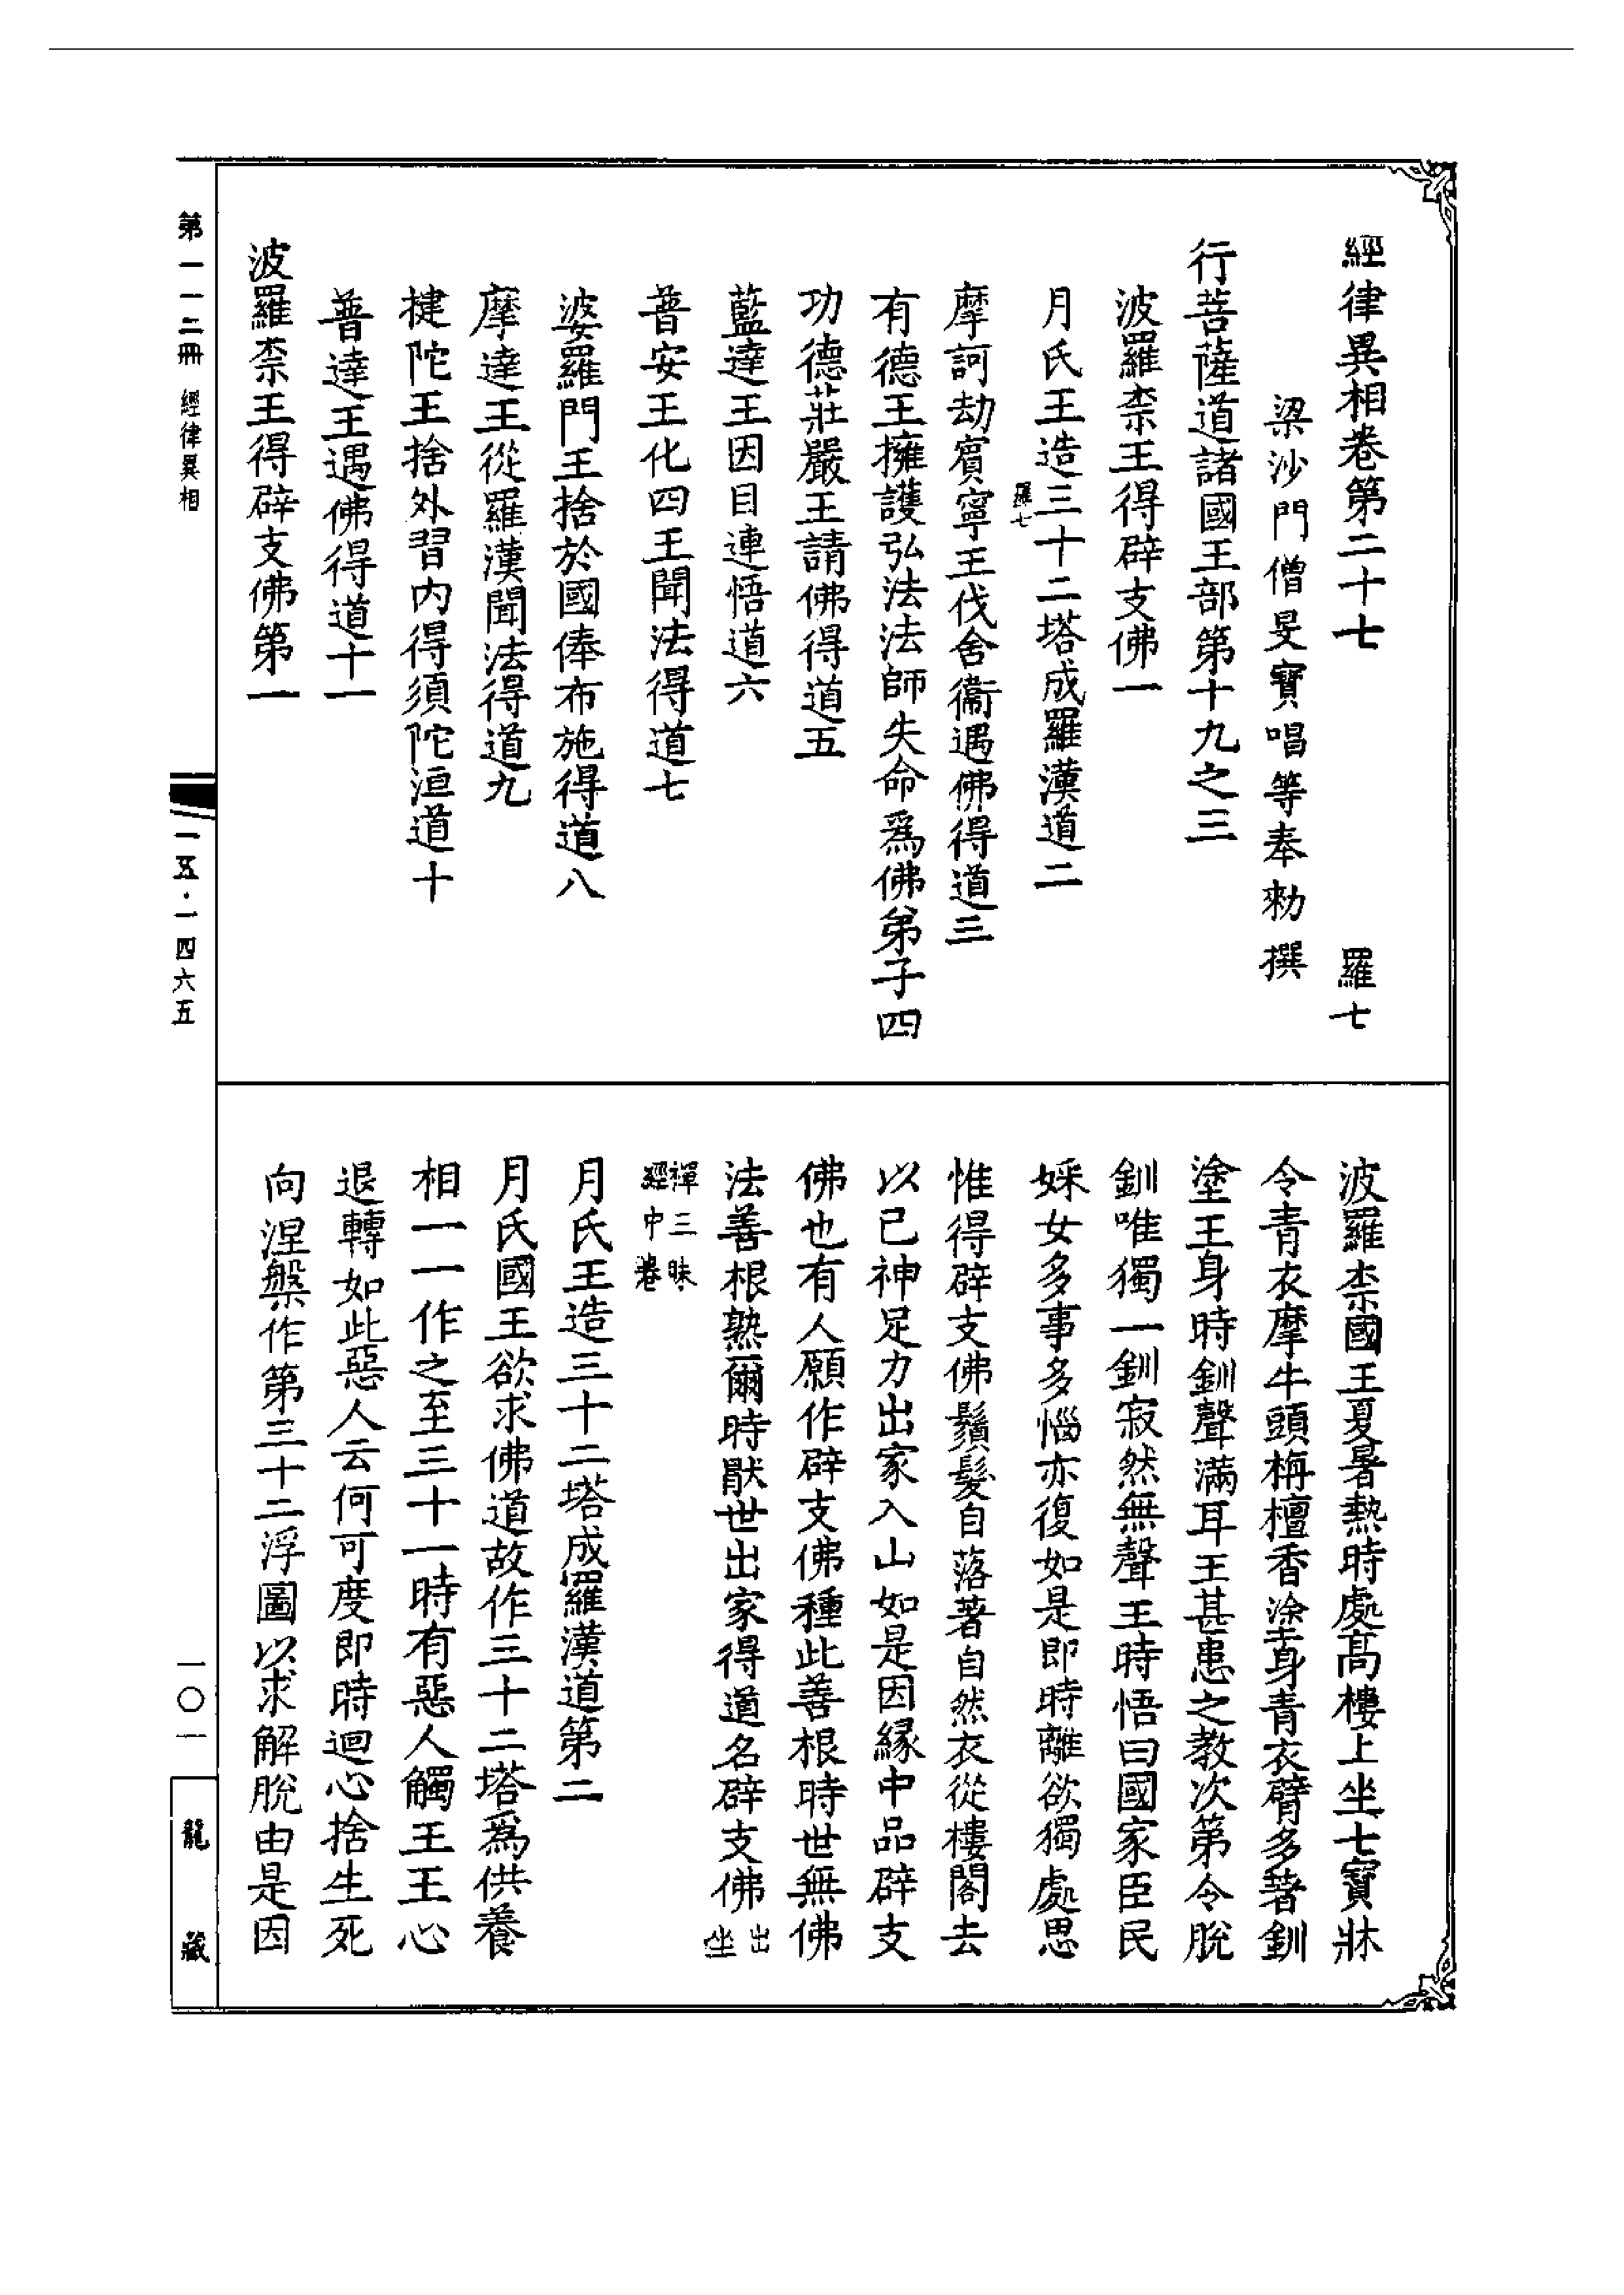 經律異相卷第二十七　羅七
梁沙門僧旻寶唱等奉勑撰
行菩薩道諸國王部第十九之三
波羅柰王得辟支佛一
月氏王造三十二塔成羅漢道二
羅七
摩訶劫賓寧王伐舍衞遇佛得道三
有德王擁護弘法法師失命爲佛弟子四
功德莊嚴王請佛得道五
藍達王因目連悟道六
普安王化四王聞法得道七
婆羅門王捨於國俸布施得道八
摩達王從羅漢聞法得道九
揵陀王捨外習內得須陀洹道十
普達王遇佛得道十一
波羅柰王得辟支佛第一
波羅柰國王夏暑熱時處高樓上坐七寶牀
令青衣摩牛頭栴檀香塗身青衣臂多著釧
塗王身時釧聲滿耳王甚患之教次第令脫
釧唯獨一釧寂然無聲王時悟曰國家臣民
婇女多事多惱亦復如是即時離欲獨處思
惟得辟支佛鬚髮自落著自然衣從樓閣去
以已神足力出家入山如是因緣中品辟支
佛也有人願作辟支佛種此善根時世無佛
法善根熟爾時厭世出家得道名辟支佛出坐
禪三昧
經中卷
月氏王造三十二塔成羅漢道第二
月氏國王欲求佛道故作三十二塔爲供養
相一一作之至三十一時有惡人觸王王心
退轉如此惡人云何可度即時迴心捨生死
向涅槃作第三十二浮圖以求解脫由是因
第一一二冊　經律異相
一五·一四六五
一〇一
龍藏